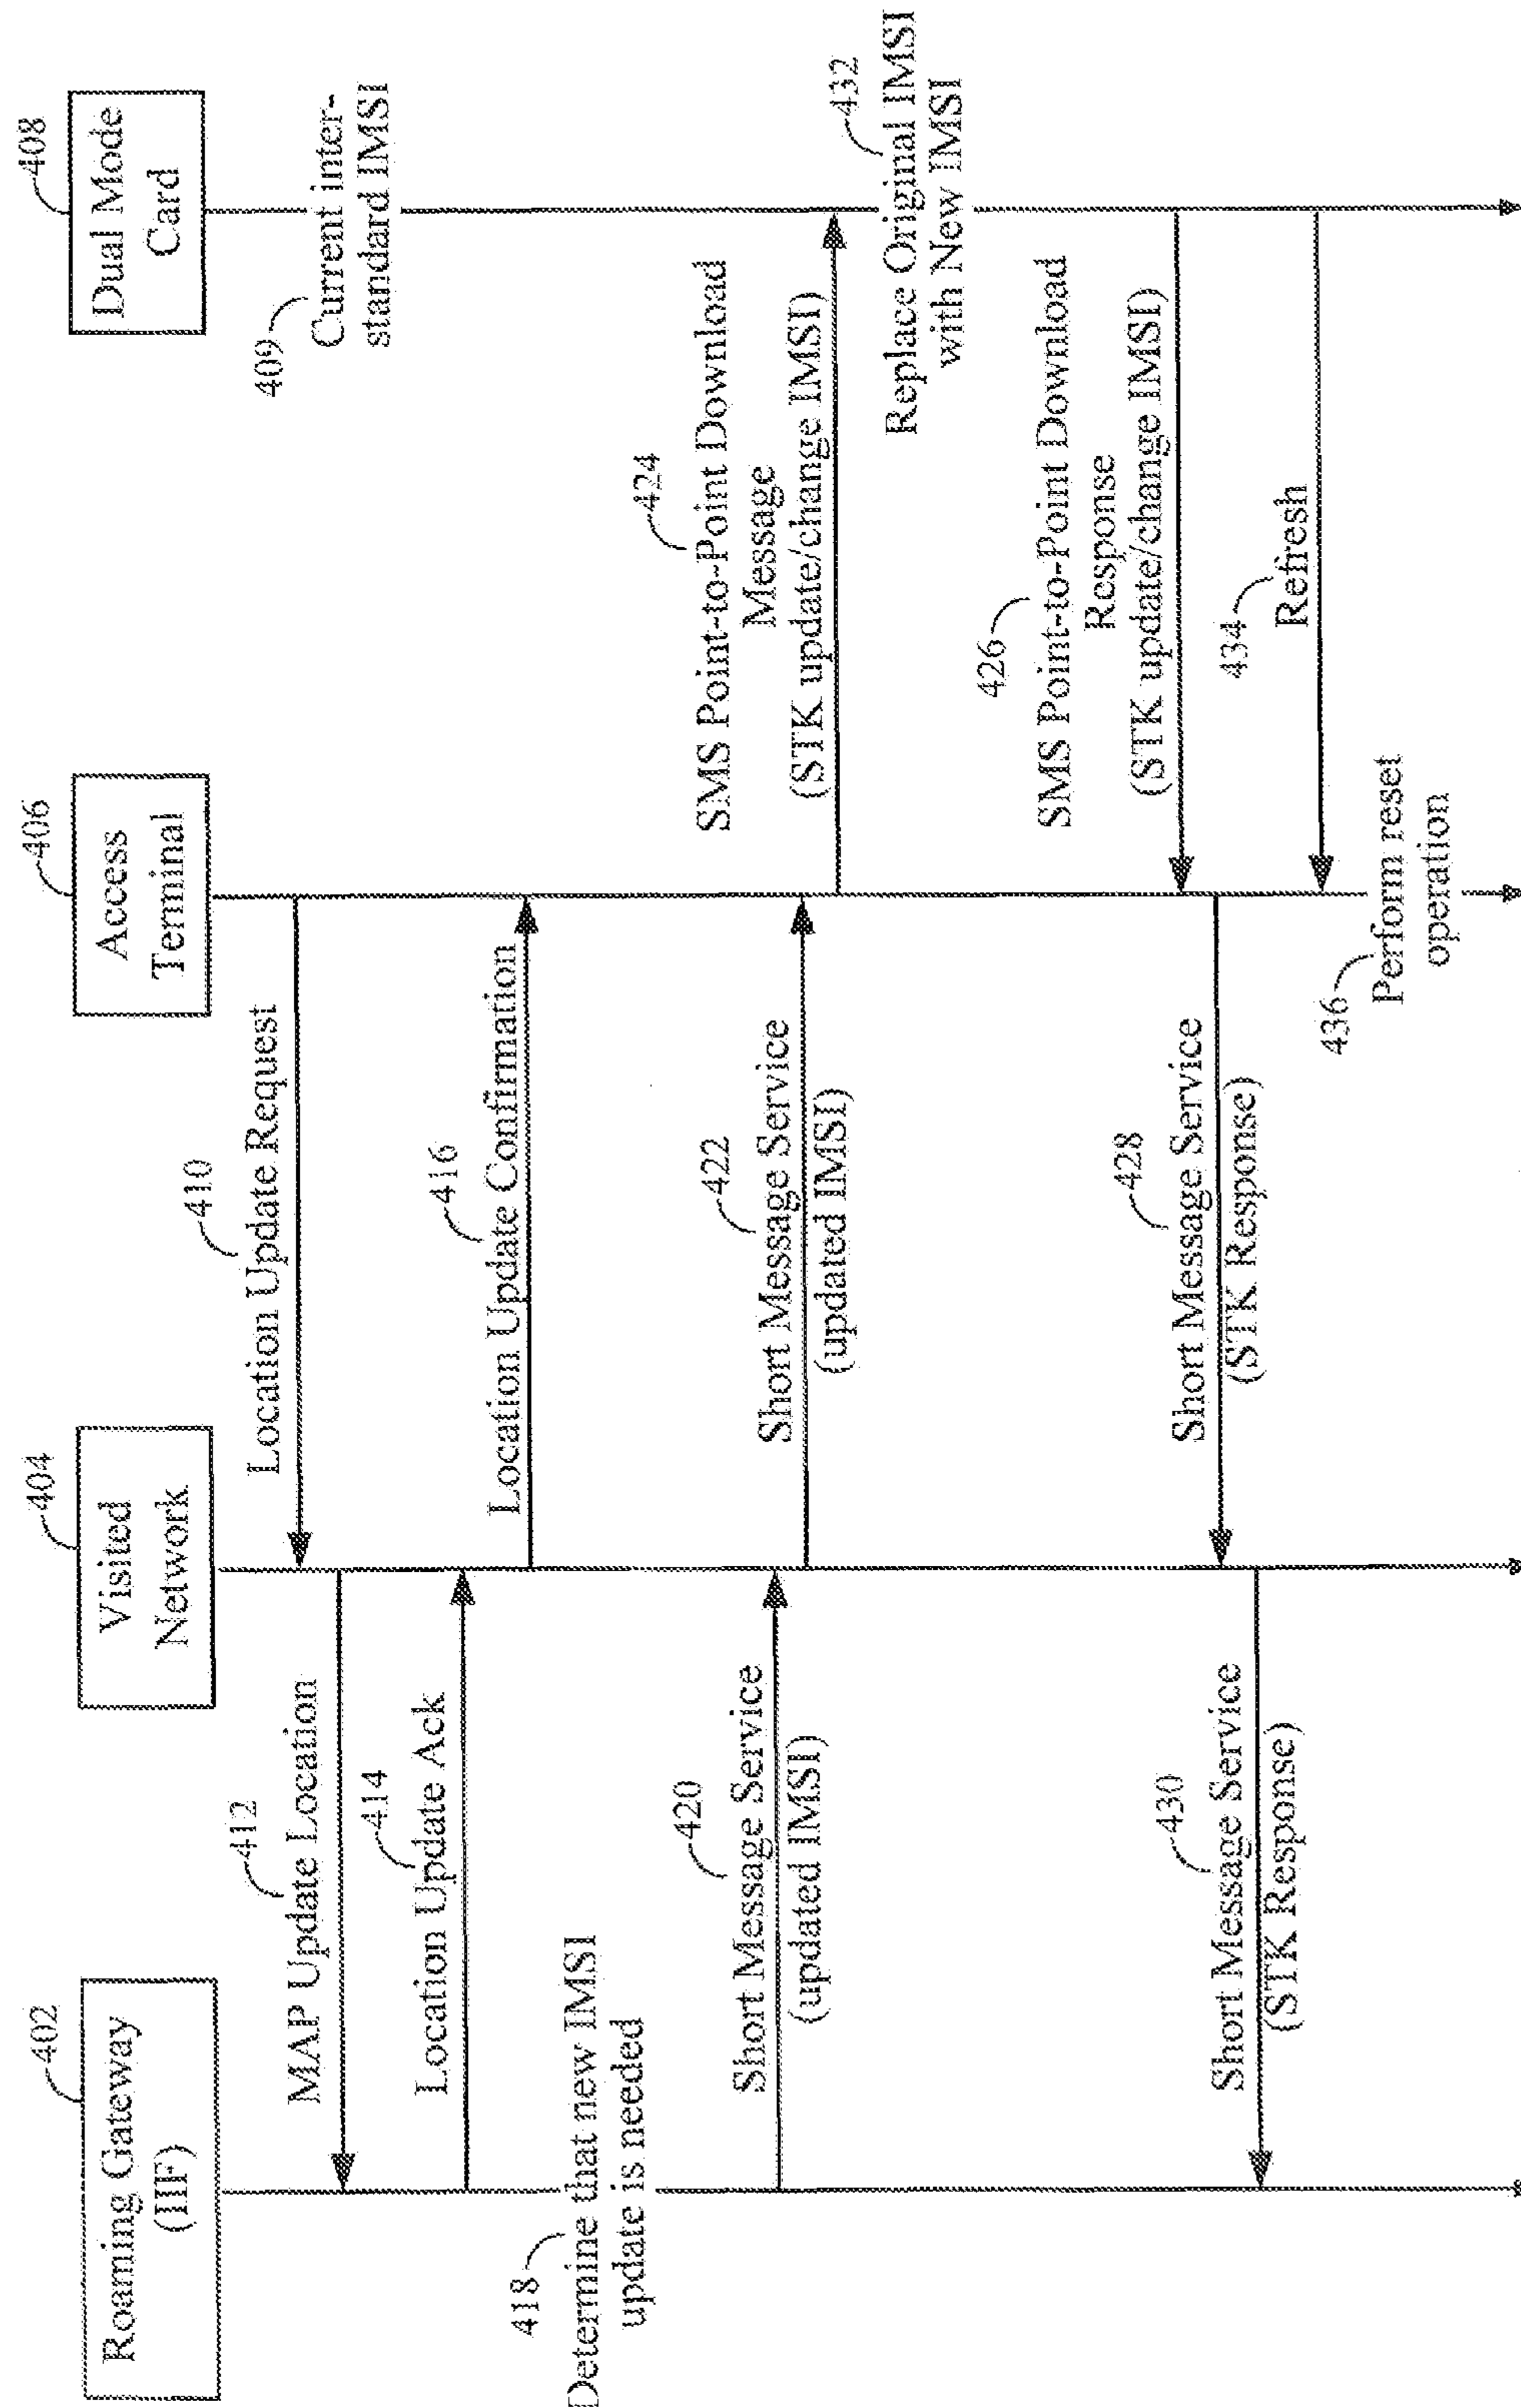 402
Roaming Gateway
(IIF)
404
Visited
Network
406
Access
Terminal
408
Dual Mode
Card
409
Current inter-
standard IMSI
410
Location Update Request
412
MAP Update Location
414
Location Update Ack
416
Location Update Confirmation
418
Determine that new IMSI
update is needed
420
Short Message Service
(updated IMSI)
422
Short Message Service
(updated IMSI)
424
SMS Point-to-Point Download
Message
(STK update/change IMSI)
432
Replace Original IMSI
with New IMSI
426
SMS Point-to-Point Download
Response
(STK update/change IMSI)
428
Short Message Service
(STK Response)
430
Short Message Service
(STK Response)
434
Refresh
436
Perform reset
operation